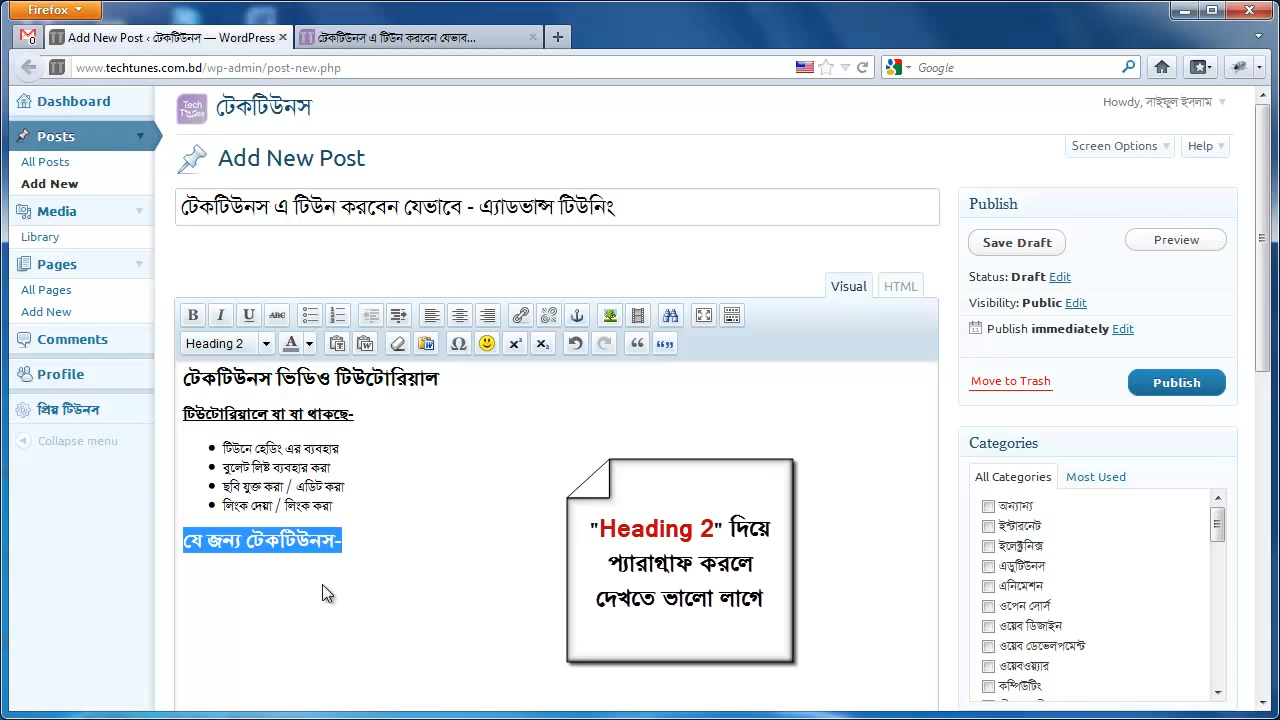 Firefox
Add New Post ‹ টেকটিউনস্ — WordPress
টেকটিউনস্ এ টিউন করবেন যেভাব...
www.techtunes.com.bd/wp-admin/post-new.php
Google
Dashboard
Posts
All Posts
Add New
Media
Library
Pages
All Pages
Add New
Comments
Profile
প্রিয় টিউনস
Collapse menu
Tech Tunes
টেকটিউনস
Howdy, সাইফুল ইসলাম
Add New Post
Screen Options
Help
টেকটিউনস এ টিউন করবেন যেভাবে - এ্যাডভান্স টিউনিং
Visual
HTML
B I U ABC
Heading 2
A
টেকটিউনস ভিডিও টিউটোরিয়াল
টিউটোরিয়ালে যা যা থাকছে-
টিউনে হেডিং এর ব্যবহার
বুলেট লিষ্ট ব্যবহার করা
ছবি যুক্ত করা / এডিট করা
লিংক দেয়া / লিংক করা
যে জন্য টেকটিউনস-
"Heading 2" দিয়ে
প্যারাগ্রাফ করলে
দেখতে ভালো লাগে
Publish
Save Draft
Preview
Status: Draft Edit
Visibility: Public Edit
Publish immediately Edit
Move to Trash
Publish
Categories
All Categories
Most Used
অন্যান্য
ইন্টারনেট
ইলেক্ট্রনিক্স
এডুটিউনস
এনিমেশন
ওপেন সোর্স
ওয়েব ডিজাইন
ওয়েব ডেভেলপমেন্ট
ওয়েবওয়্যার
কম্পিউটিং